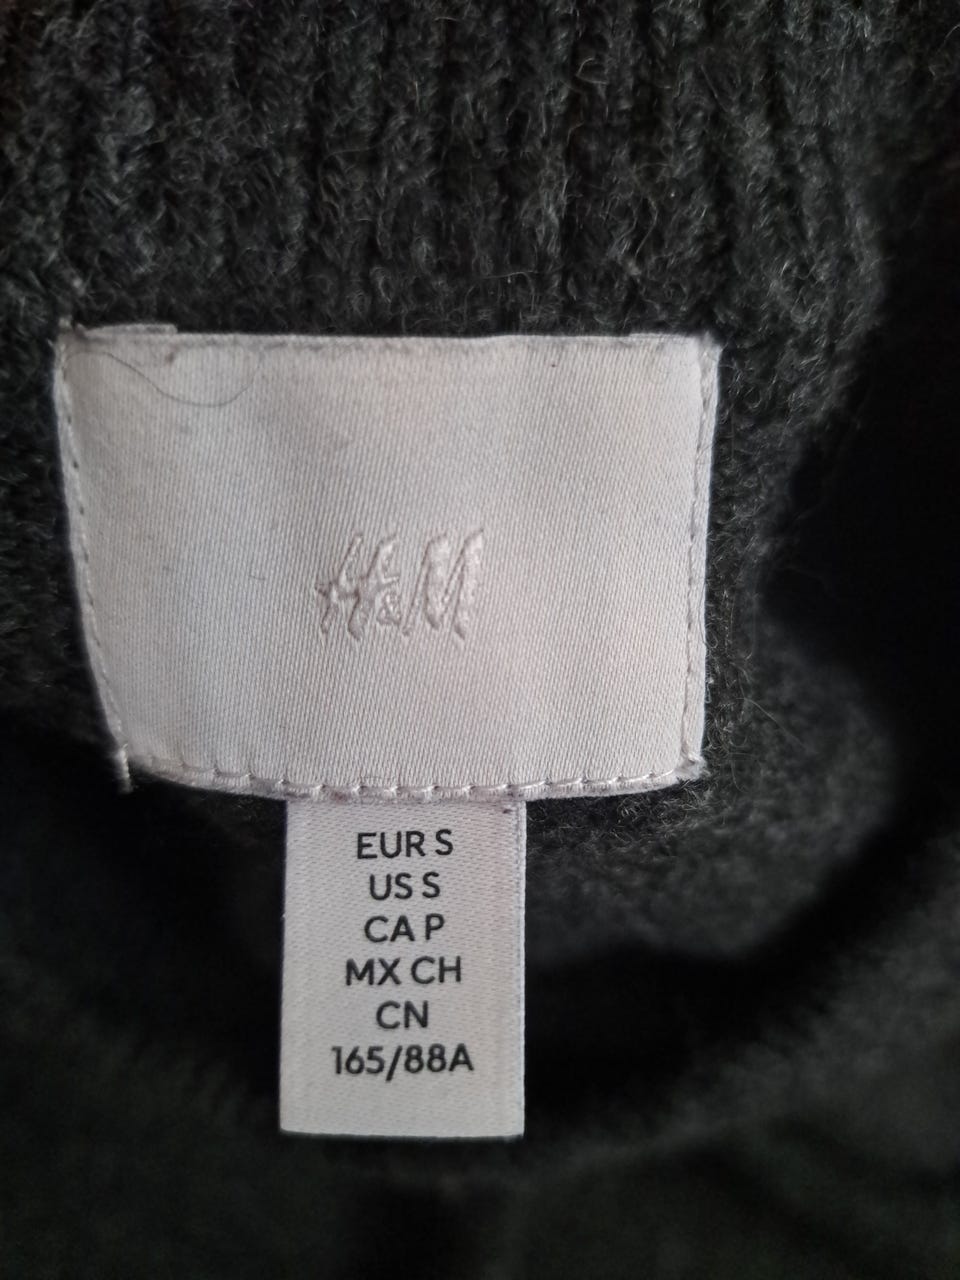 H&M
EUR S
US S
CA P
MX CH
CN
165/88A